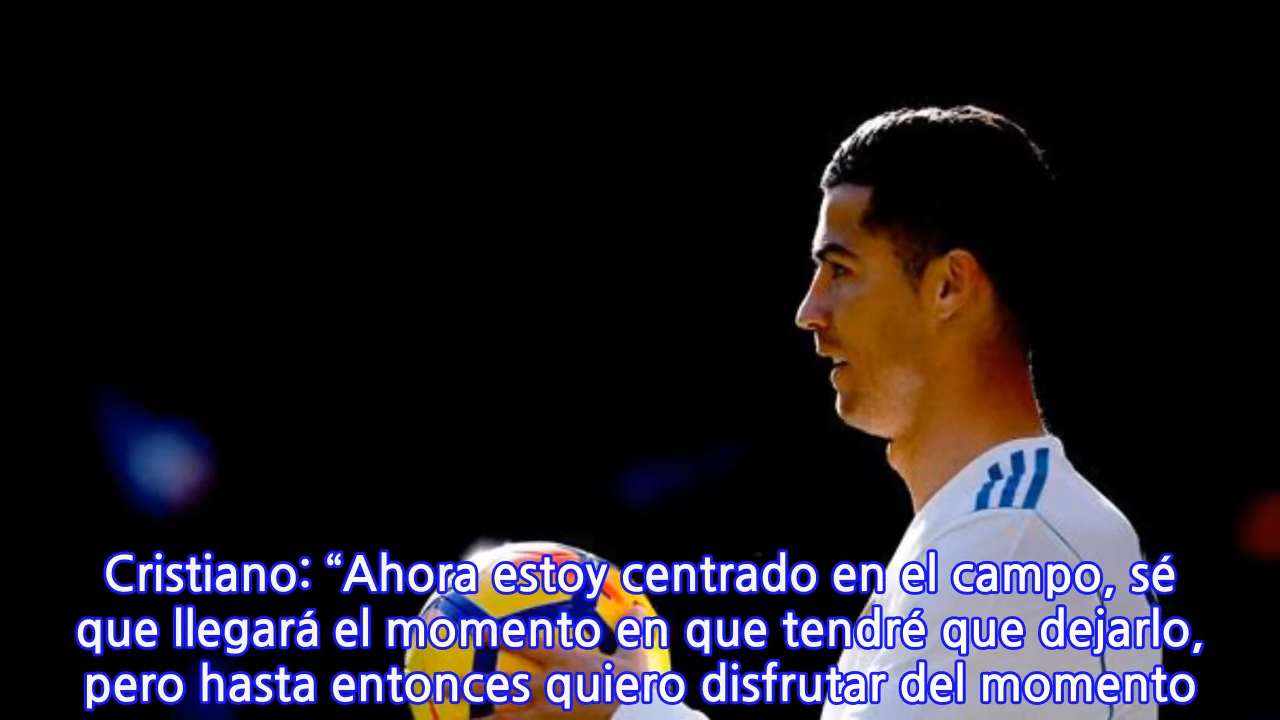 Cristiano: “Ahora estoy centrado en el campo, sé
que llegará el momento en que tendré que dejarlo,
pero hasta entonces quiero disfrutar del momento